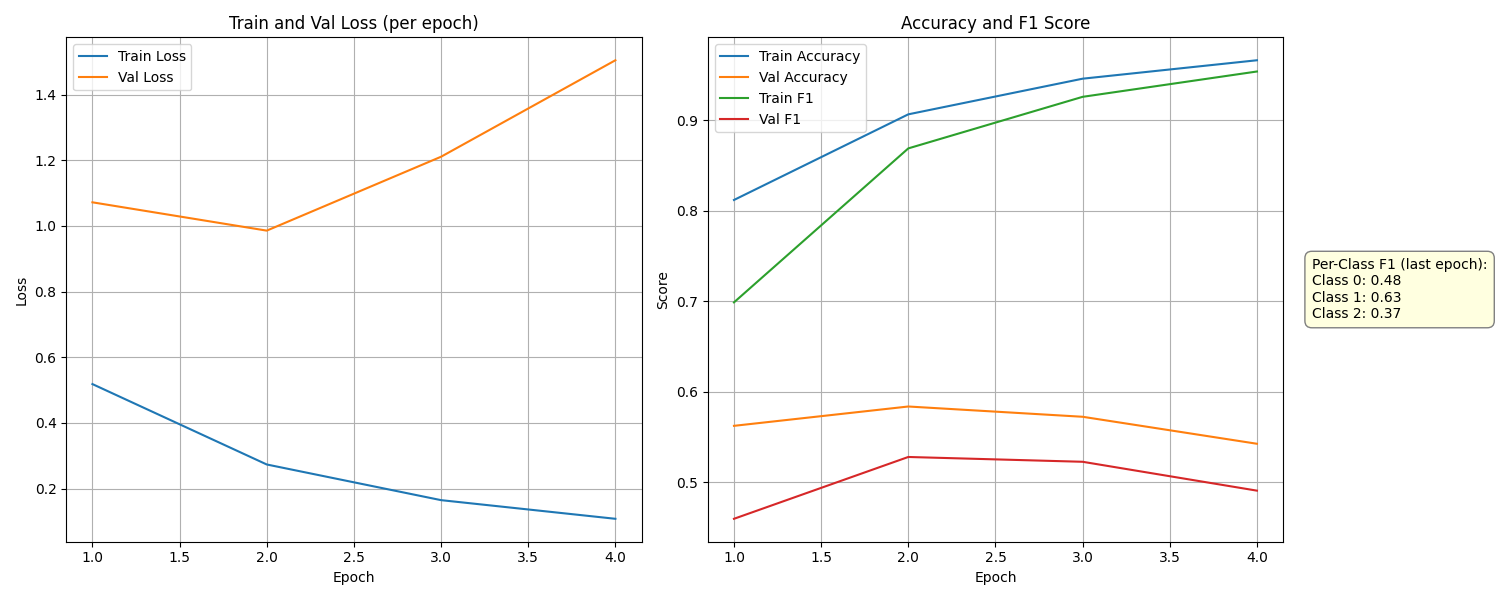 Train and Val Loss (per epoch)
Train Loss
Val Loss
1.4
1.2
1.0
0.8
0.6
0.4
0.2
Loss
1.0 1.5 2.0 2.5 3.0 3.5 4.0
Epoch
Accuracy and F1 Score
Train Accuracy
Val Accuracy
Train F1
Val F1
0.9
0.8
0.7
0.6
0.5
Score
1.0 1.5 2.0 2.5 3.0 3.5 4.0
Epoch
Per-Class F1 (last epoch):
Class 0: 0.48
Class 1: 0.63
Class 2: 0.37